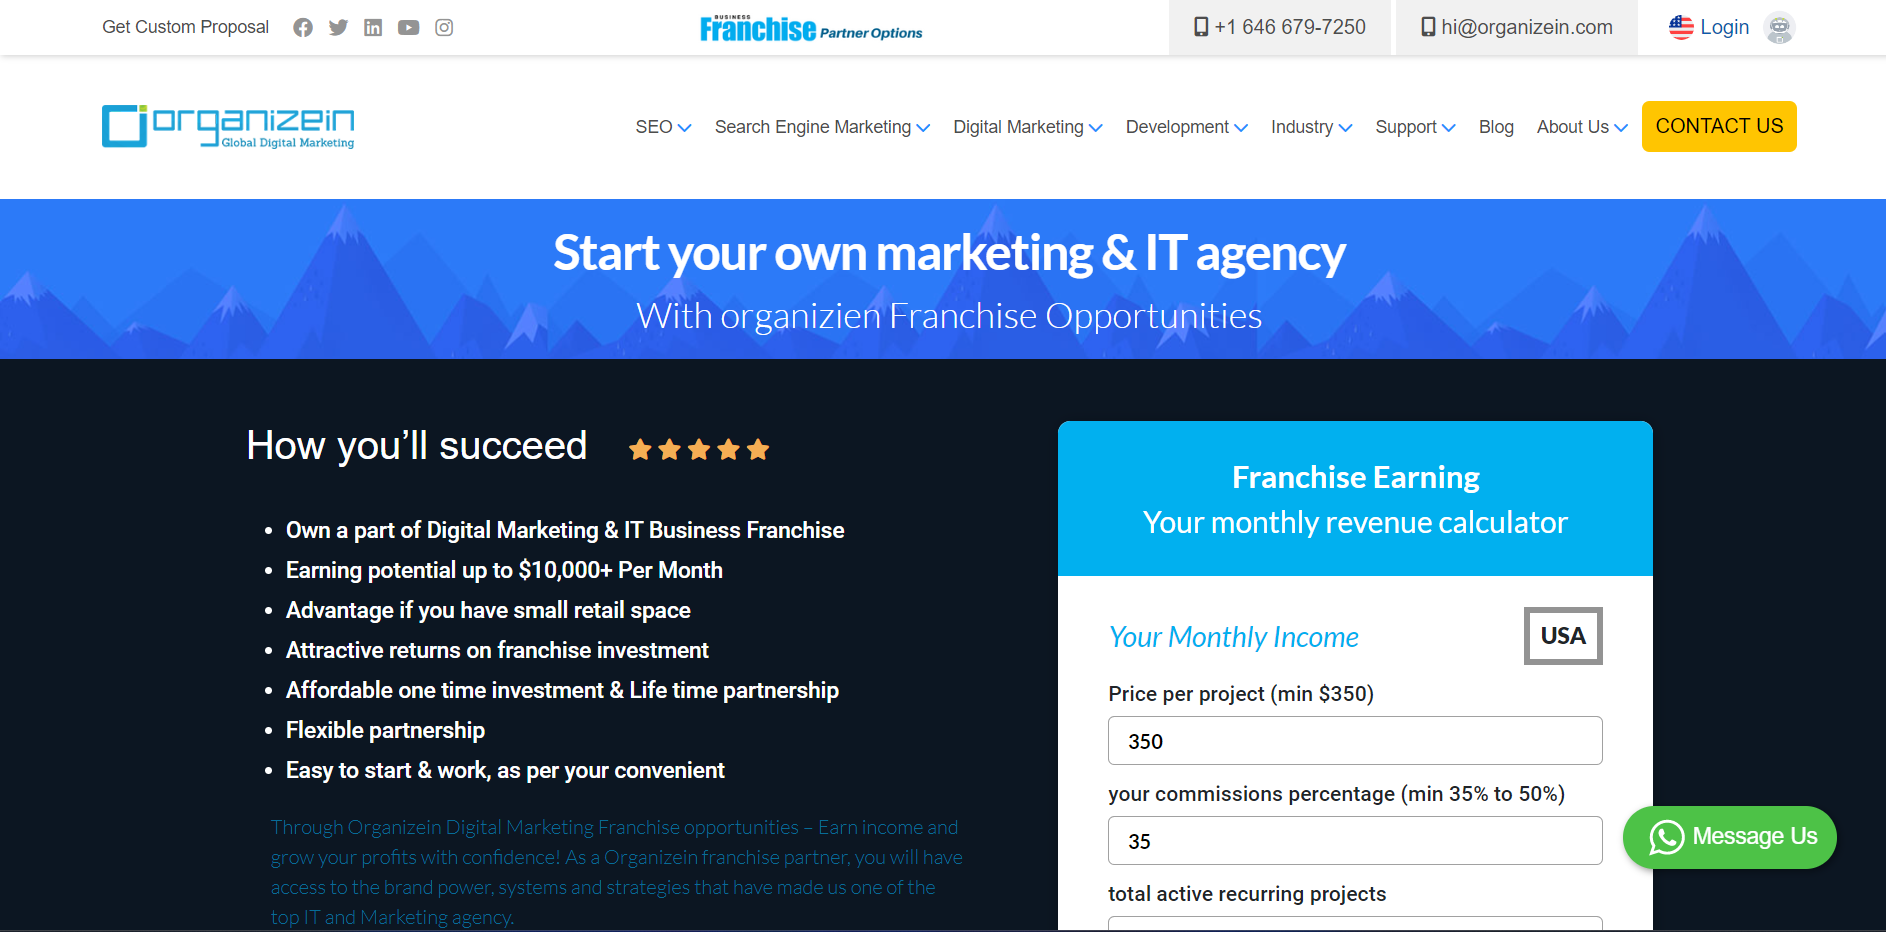 Get Custom Proposal
BUSINESS
Franchise Partner Options
+1 646 679-7250
hi@organizein.com
Login
organizein
Global Digital Marketing
SEO
Search Engine Marketing
Digital Marketing
Development
Industry
Support
Blog
About Us
CONTACT US
Start your own marketing & IT agency
With organizien Franchise Opportunities
How you’ll succeed
• Own a part of Digital Marketing & IT Business Franchise
• Earning potential up to $10,000+ Per Month
• Advantage if you have small retail space
• Attractive returns on franchise investment
• Affordable one time investment & Life time partnership
• Flexible partnership
• Easy to start & work, as per your convenient
Through Organizein Digital Marketing Franchise opportunities – Earn income and
grow your profits with confidence! As a Organizein franchise partner, you will have
access to the brand power, systems and strategies that have made us one of the
top IT and Marketing agency.
Franchise Earning
Your monthly revenue calculator
Your Monthly Income
USA
Price per project (min $350)
350
your commissions percentage (min 35% to 50%)
35
total active recurring projects
Message Us